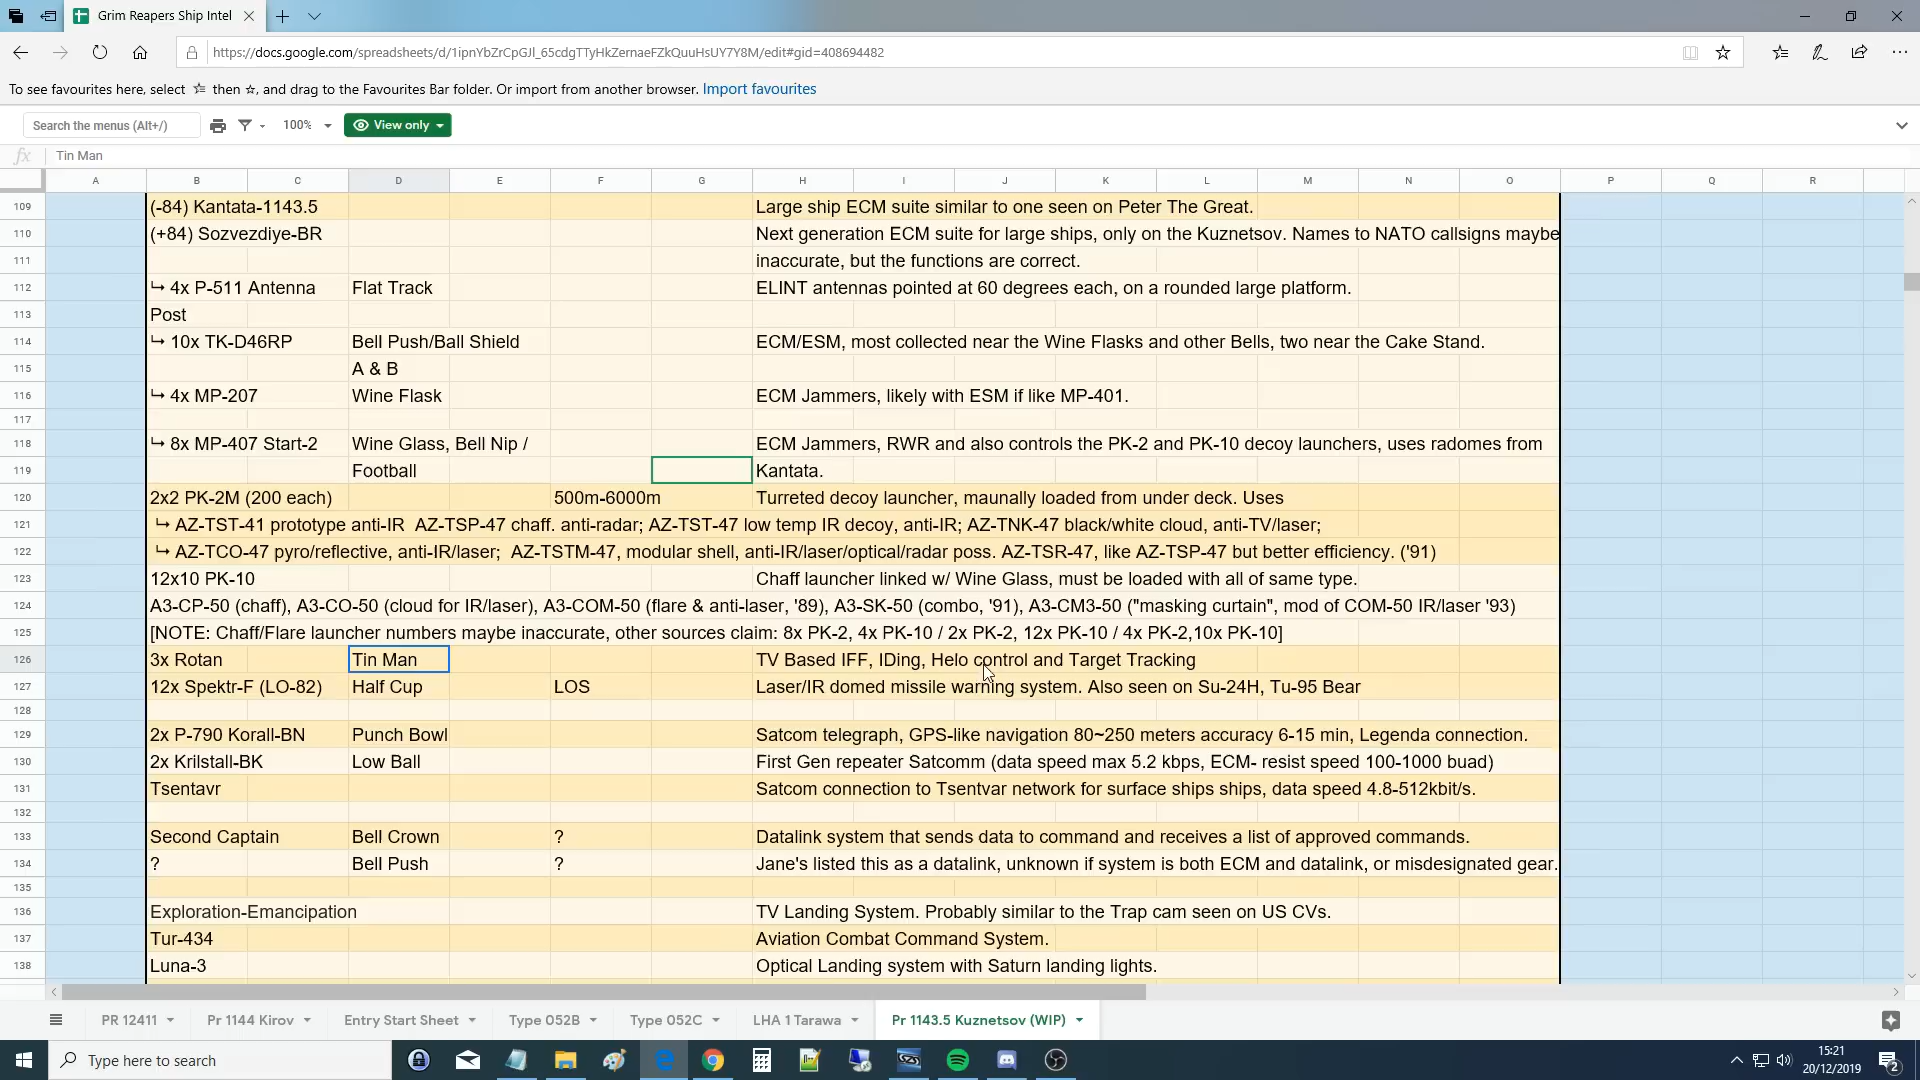 Grim Reapers Ship Intel
https://docs.google.com/spreadsheets/d/1ipnYbZrCpGJl_65cdgTTyHkZernaeFZkQuuHsUY7Y8M/edit#gid=408694482
To see favourites here, select ☆ then ☆, and drag to the Favourites Bar folder. Or import from another browser. Import favourites
Search the menus (Alt+/) 100% View only
fx Tin Man
A B C D E F G H I J K L M N O P Q R
109 (-84) Kantata-1143.5 Large ship ECM suite similar to one seen on Peter The Great.
110 (+84) Sozvezdiye-BR Next generation ECM suite for large ships, only on the Kuznetsov. Names to NATO callsigns maybe
111 inaccurate, but the functions are correct.
112 ↳ 4x P-511 Antenna Flat Track ELINT antennas pointed at 60 degrees each, on a rounded large platform.
113 Post
114 ↳ 10x TK-D46RP Bell Push/Ball Shield ECM/ESM, most collected near the Wine Flasks and other Bells, two near the Cake Stand.
115 A & B
116 ↳ 4x MP-207 Wine Flask ECM Jammers, likely with ESM if like MP-401.
117
118 ↳ 8x MP-407 Start-2 Wine Glass, Bell Nip / ECM Jammers, RWR and also controls the PK-2 and PK-10 decoy launchers, uses radomes from
119 Football Kantata.
120 2x2 PK-2M (200 each) 500m-6000m Turreted decoy launcher, maunally loaded from under deck. Uses
121 ↳ AZ-TST-41 prototype anti-IR AZ-TSP-47 chaff. anti-radar; AZ-TST-47 low temp IR decoy, anti-IR; AZ-TNK-47 black/white cloud, anti-TV/laser;
122 ↳ AZ-TCO-47 pyro/reflective, anti-IR/laser; AZ-TSTM-47, modular shell, anti-IR/laser/optical/radar poss. AZ-TSR-47, like AZ-TSP-47 but better efficiency. ('91)
123 12x10 PK-10 Chaff launcher linked w/ Wine Glass, must be loaded with all of same type.
124 A3-CP-50 (chaff), A3-CO-50 (cloud for IR/laser), A3-COM-50 (flare & anti-laser, '89), A3-SK-50 (combo, '91), A3-CM3-50 ("masking curtain", mod of COM-50 IR/laser '93)
125 [NOTE: Chaff/Flare launcher numbers maybe inaccurate, other sources claim: 8x PK-2, 4x PK-10 / 2x PK-2, 12x PK-10 / 4x PK-2,10x PK-10]
126 3x Rotan Tin Man TV Based IFF, IDing, Helo control and Target Tracking
127 12x Spektr-F (LO-82) Half Cup LOS Laser/IR domed missile warning system. Also seen on Su-24H, Tu-95 Bear
128
129 2x P-790 Korall-BN Punch Bowl Satcom telegraph, GPS-like navigation 80~250 meters accuracy 6-15 min, Legenda connection.
130 2x Krilstall-BK Low Ball First Gen repeater Satcomm (data speed max 5.2 kbps, ECM- resist speed 100-1000 buad)
131 Tsentavr Satcom connection to Tsentvar network for surface ships ships, data speed 4.8-512kbit/s.
132
133 Second Captain Bell Crown ? Datalink system that sends data to command and receives a list of approved commands.
134 ? Bell Push ? Jane's listed this as a datalink, unknown if system is both ECM and datalink, or misdesignated gear.
135
136 Exploration-Emancipation TV Landing System. Probably similar to the Trap cam seen on US CVs.
137 Tur-434 Aviation Combat Command System.
138 Luna-3 Optical Landing system with Saturn landing lights.
PR 12411 Pr 1144 Kirov Entry Start Sheet Type 052B Type 052C LHA 1 Tarawa Pr 1143.5 Kuznetsov (WIP)
Type here to search
15:21
20/12/2019
2